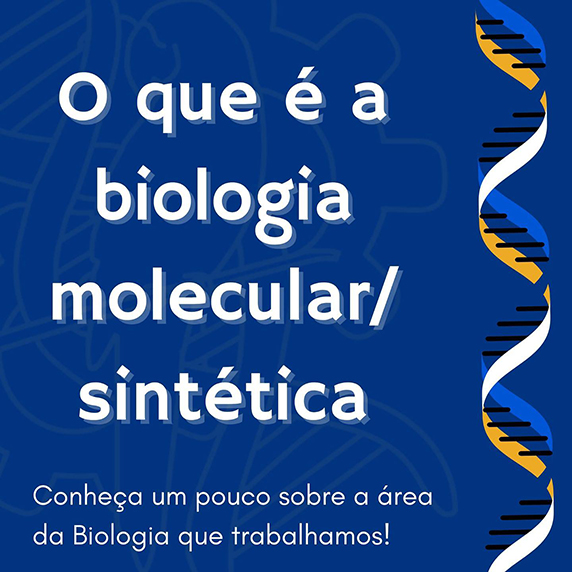 O que é a
biologia
molecular/
sintética
Conheça um pouco sobre a área
da Biologia que trabalhamos!